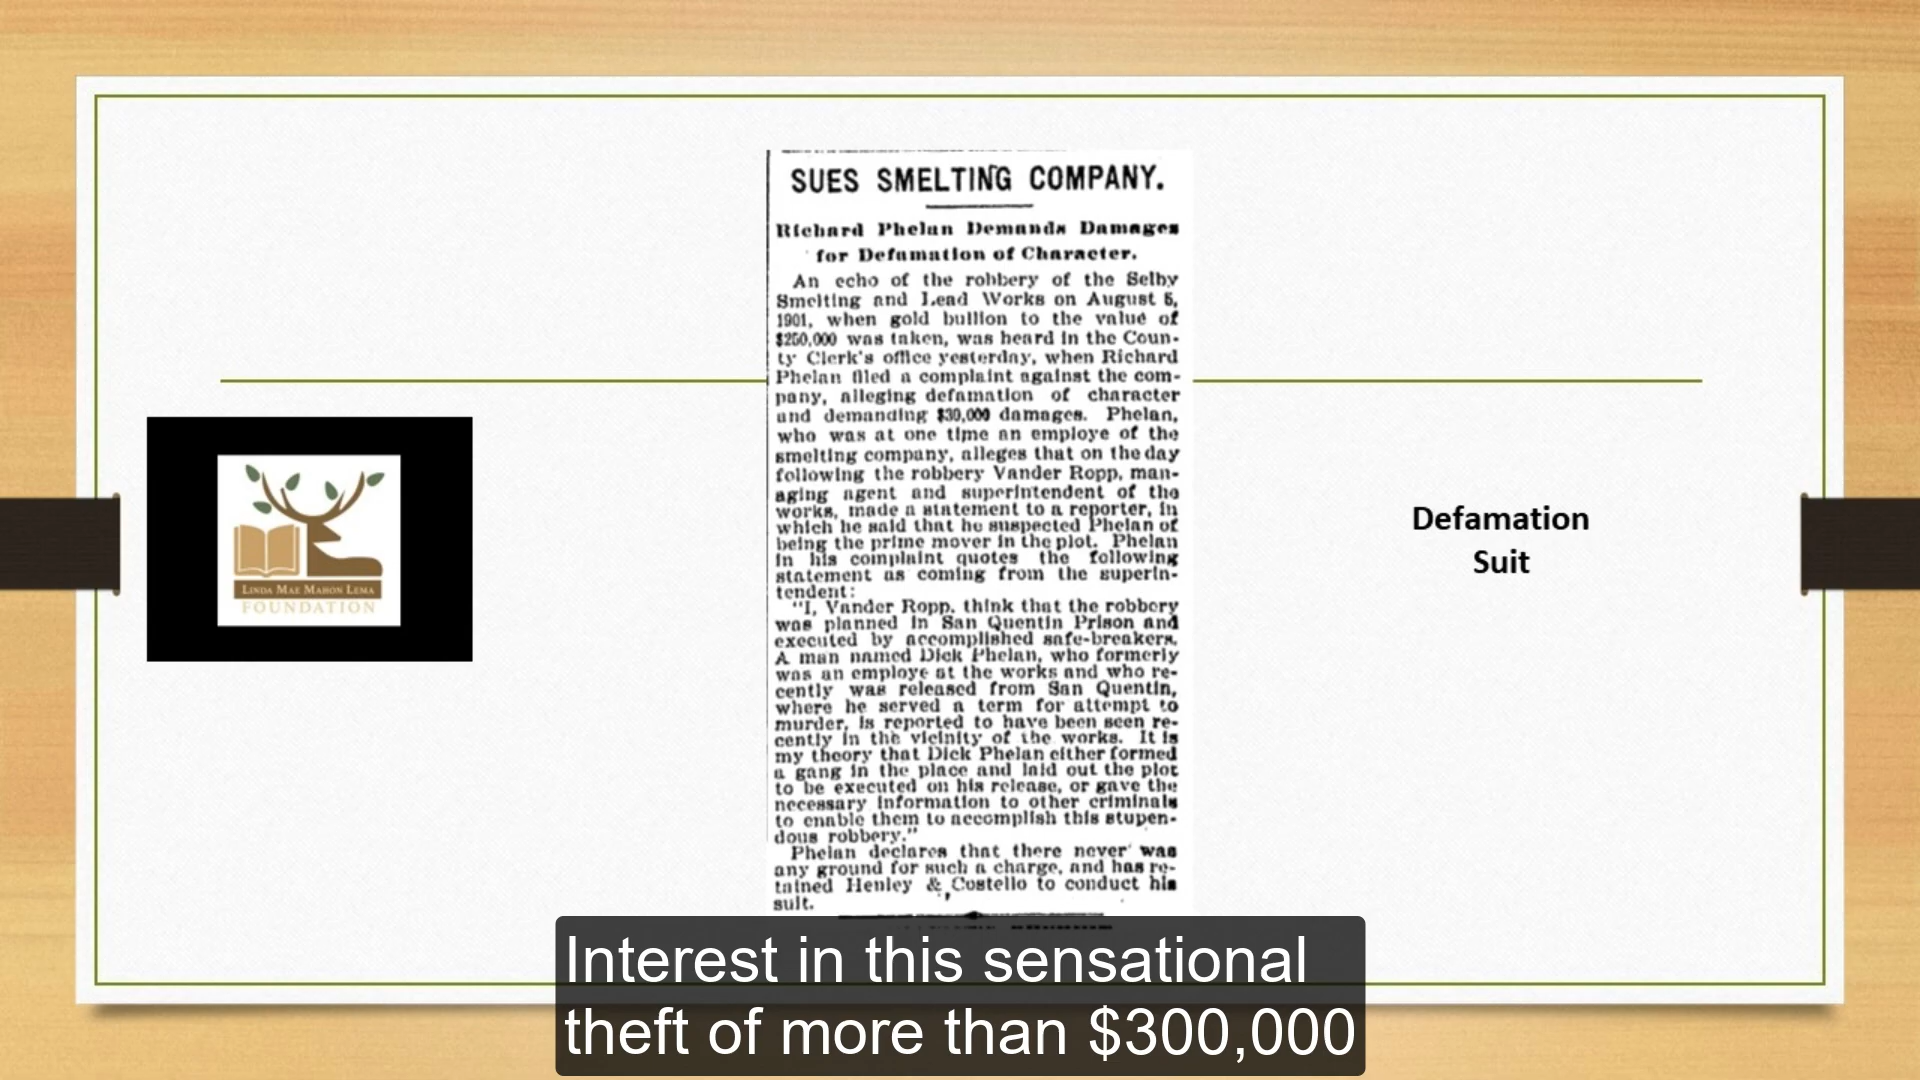 SUES SMELTING COMPANY.
Richard Phelan Demands Damages
for Defamation of Character.
An echo of the robbery of the Selby
Smelting and Lead Works on August 5,
1901, when gold bullion to the value of
$250,000 was taken, was heard in the Coun-
ty Clerk's office yesterday, when Richard
Phelan filed a complaint against the com-
pany, alleging defamation of character
and demanding $30,000 damages. Phelan,
who was at one time an employe of the
smelting company, alleges that on the day
following the robbery Vander Ropp, man-
aging agent and superintendent of the
works, made a statement to a reporter, in
which he said that he suspected Phelan of
being the prime mover in the plot. Phelan
in his complaint quotes the following
statement as coming from the superin-
tendent:
"I, Vander Ropp, think that the robbery
was planned in San Quentin Prison and
executed by accomplished safe-breakers.
A man named Dick Phelan, who formerly
was an employe at the works and who re-
cently was released from San Quentin,
where he served a term for attempt to
murder, is reported to have been seen re-
cently in the vicinity of the works. It is
my theory that Dick Phelan either formed
a gang in the place and laid out the plot
to be executed on his release, or gave the
necessary information to other criminals
to enable them to accomplish this stupen-
dous robbery."
Phelan declares that there never was
any ground for such a charge, and has re-
tained Henley & Costello to conduct his
suit.
LINDA MAE MAHON LEMA
FOUNDATION
Defamation
Suit
Interest in this sensational
theft of more than $300,000